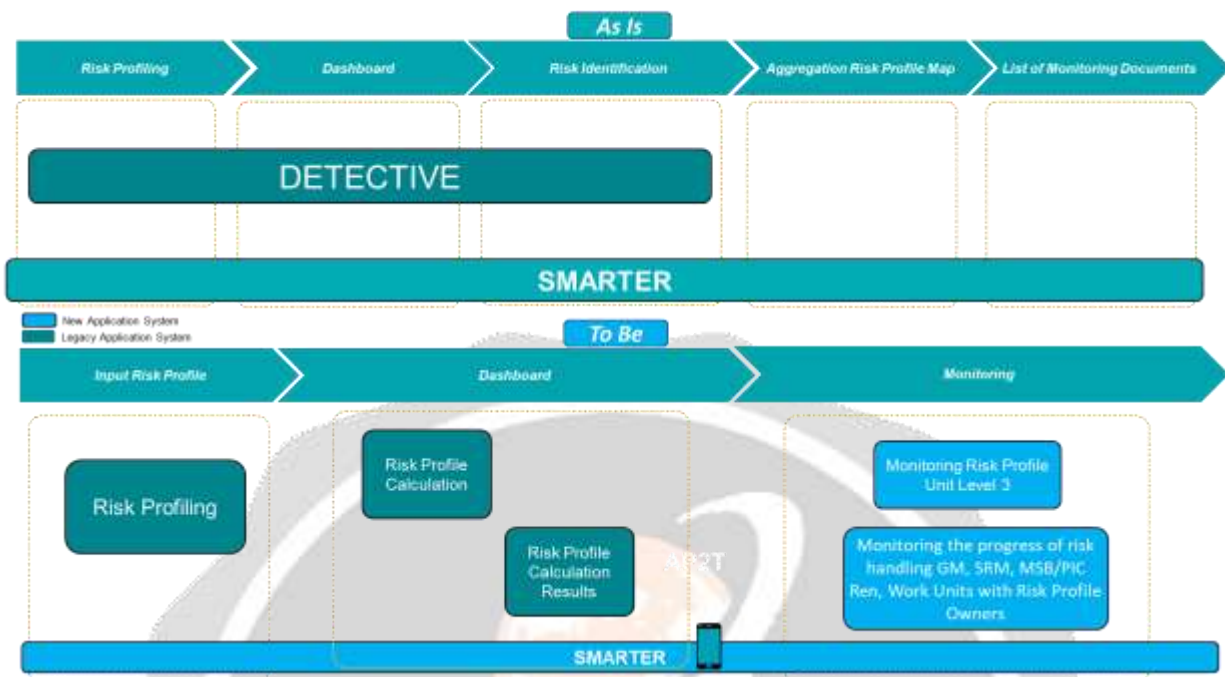 As Is
Risk Profiling
Dashboard
Risk Identification
Aggregation Risk Profile Map
List of Monitoring Documents
DETECTIVE
SMARTER
New Application System
Legacy Application System
To Be
Input Risk Profile
Dashboard
Monitoring
Risk Profile
Calculation
Monitoring Risk Profile
Unit Level 3
Risk Profiling
Risk Profile
Calculation
Results
AP2T
Monitoring the progress of risk
handling GM, SRM, MSB/PIC
Ren, Work Units with Risk Profile
Owners
SMARTER